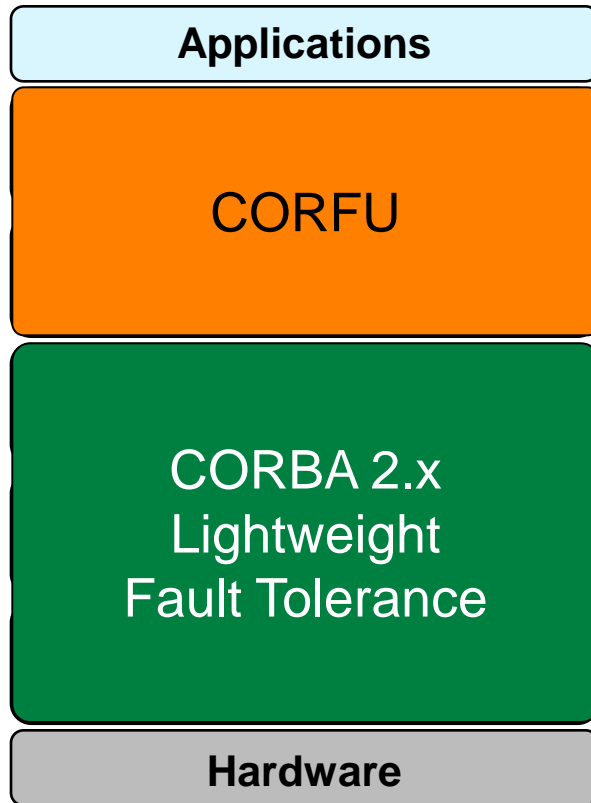 Applications
CORFU
CORBA 2.x
Lightweight
Fault Tolerance
Hardware